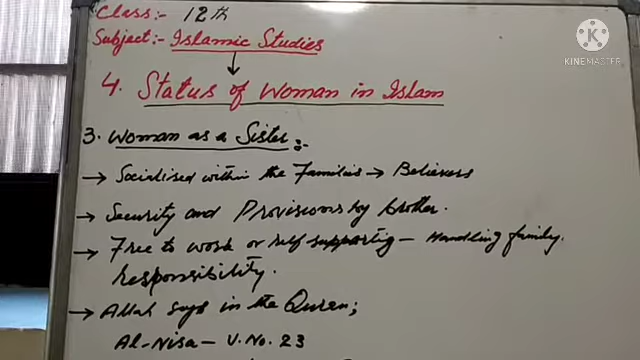 Class:- 12th
Subject:- Islamic Studies
4. Status of Woman in Islam
3. Woman as a Sister:-
→ Socialised within the Families → Believers
→ Security and Provisions by brother.
→ Free to work or self supporting - Handling family
responsibility.
→ Allah says in the Quran;
Al-Nisa - V.No. 23
KINEMASTER